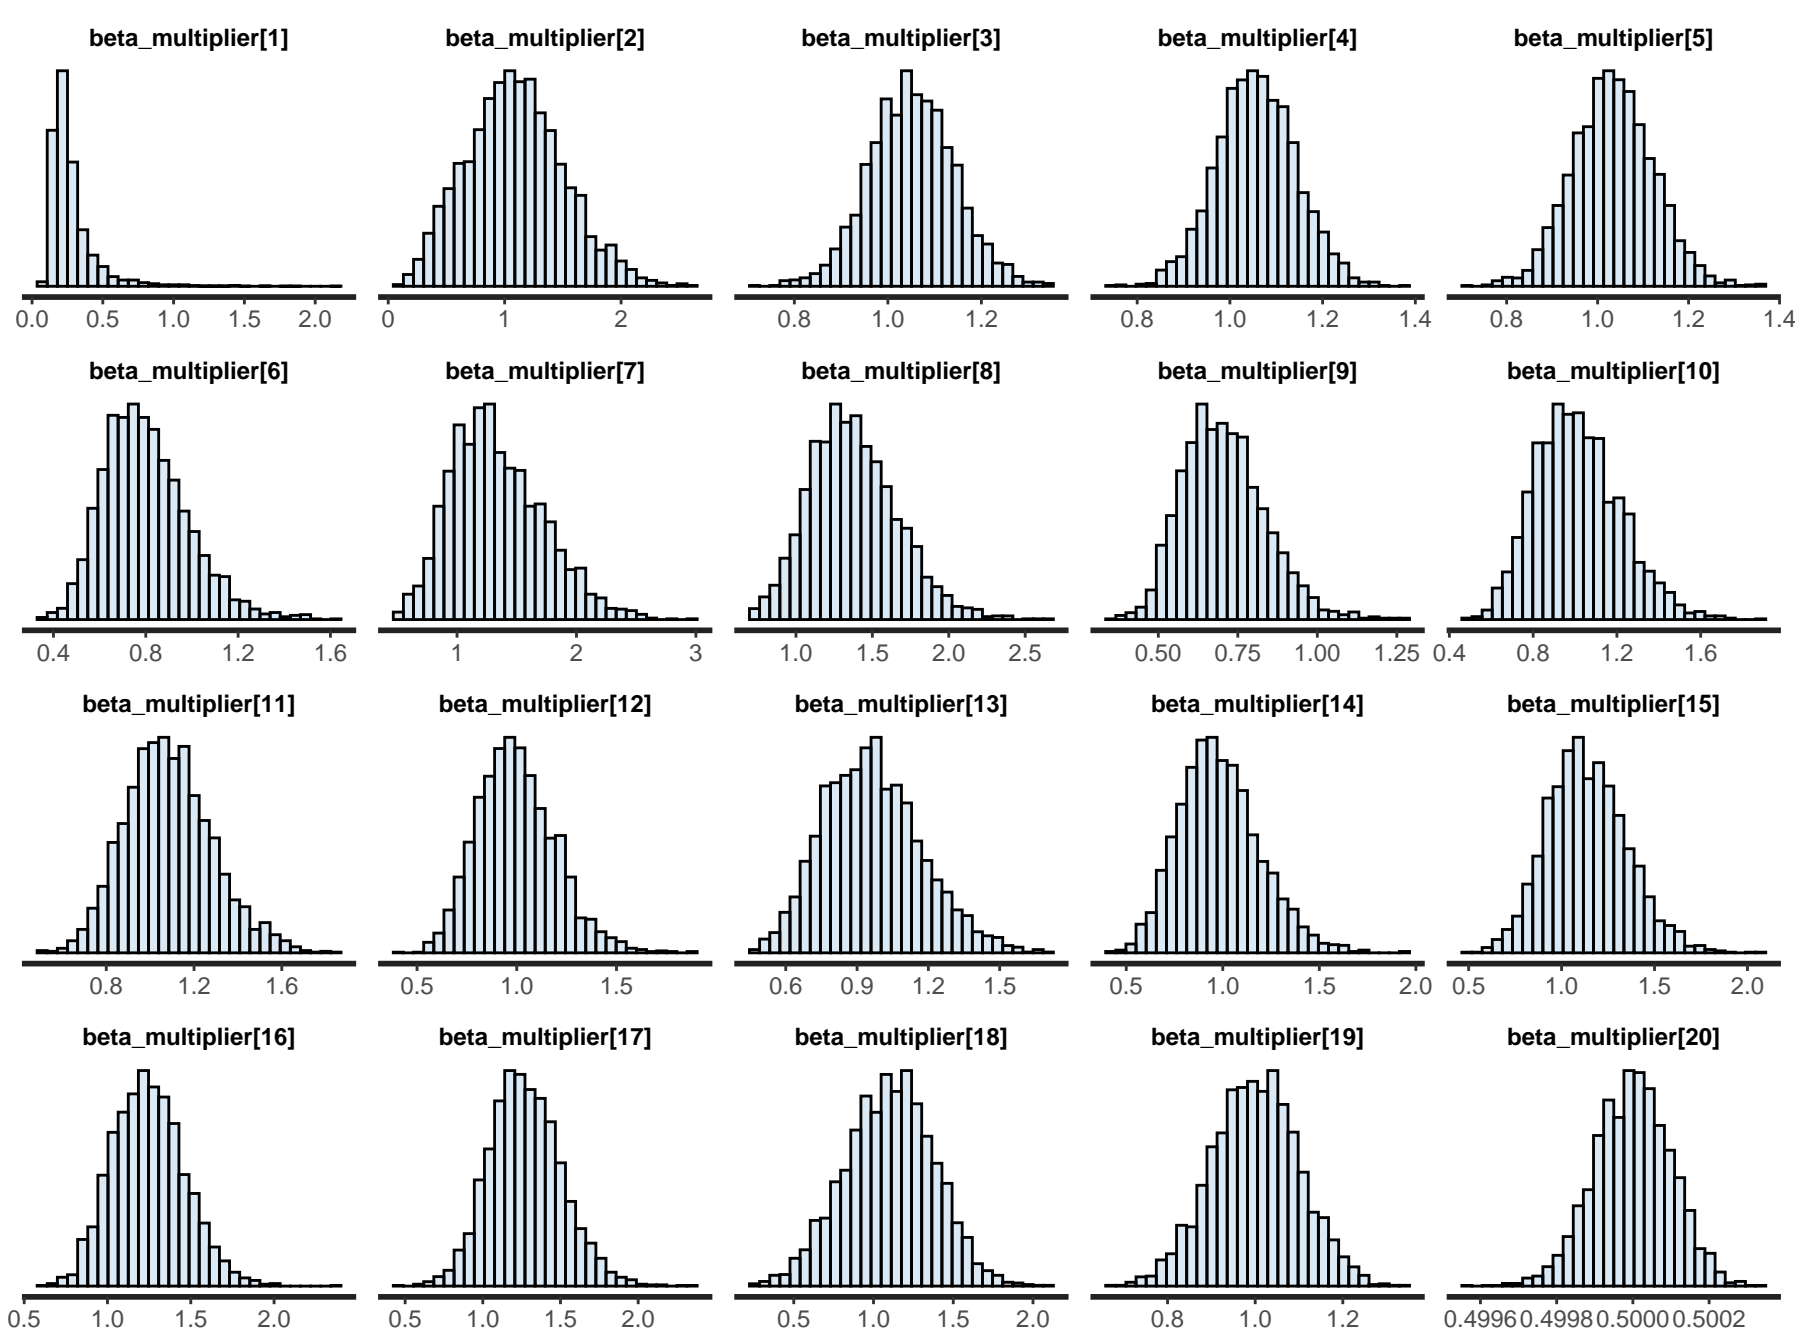 beta_multiplier[1] beta_multiplier[2] beta_multiplier[3] beta_multiplier[4] beta_multiplier[5]
0.0 0.5 1.0 1.5 2.0 0 1 2 0.8 1.0 1.2 0.8 1.0 1.2 1.4 0.8 1.0 1.2 1.4
beta_multiplier[6] beta_multiplier[7] beta_multiplier[8] beta_multiplier[9] beta_multiplier[10]
0.4 0.8 1.2 1.6 1 2 3 1.0 1.5 2.0 2.5 0.50 0.75 1.00 1.25 0.4 0.8 1.2 1.6
beta_multiplier[11] beta_multiplier[12] beta_multiplier[13] beta_multiplier[14] beta_multiplier[15]
0.8 1.2 1.6 0.5 1.0 1.5 0.6 0.9 1.2 1.5 0.5 1.0 1.5 2.0 0.5 1.0 1.5 2.0
beta_multiplier[16] beta_multiplier[17] beta_multiplier[18] beta_multiplier[19] beta_multiplier[20]
0.5 1.0 1.5 2.0 0.5 1.0 1.5 2.0 0.5 1.0 1.5 2.0 0.8 1.0 1.2 0.4996 0.4998 0.5000 0.5002